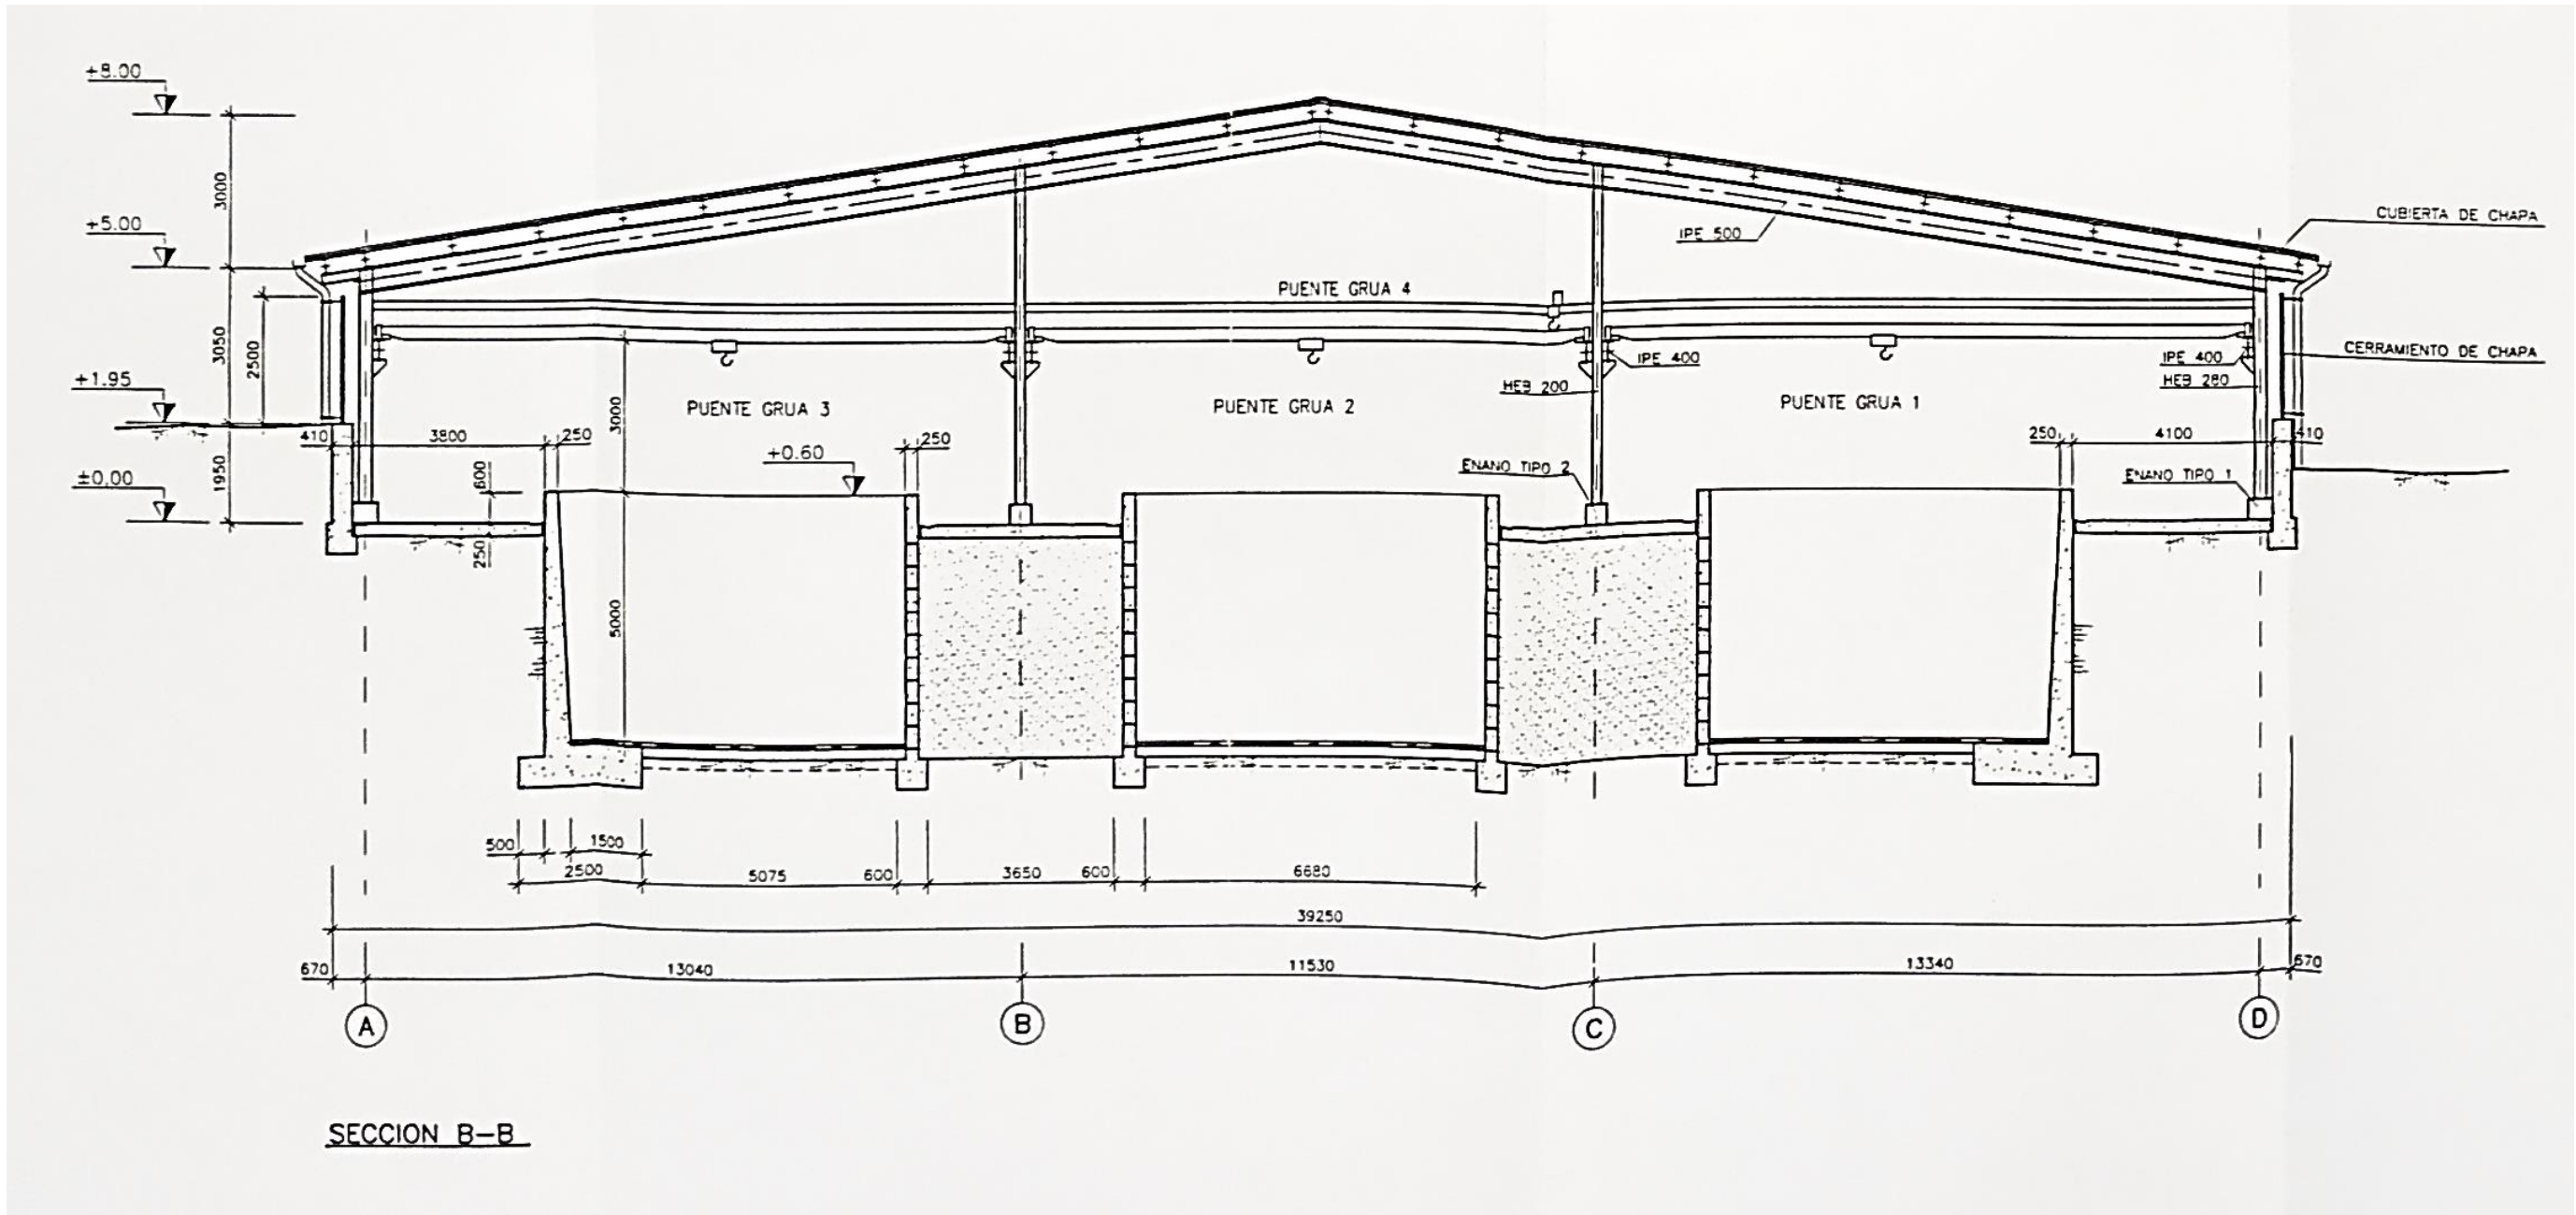 +8.00
3000
+5.00
CUBIERTA DE CHAPA
IPE 500
PUENTE GRUA 4
3050
2500
IPE 400
IPE 400
CERRAMIENTO DE CHAPA
+1.95
HEB 200
HEB 280
PUENTE GRUA 3
PUENTE GRUA 2
PUENTE GRUA 1
3000
410
3800
250
250
250
4100
410
+0.60
ENANO TIPO 2
ENANO TIPO 1
±0.00
1950
600
250
5000
500
1500
2500
5075
600
3650
600
6680
39250
670
13040
11530
13340
670
A
B
C
D
SECCION B-B